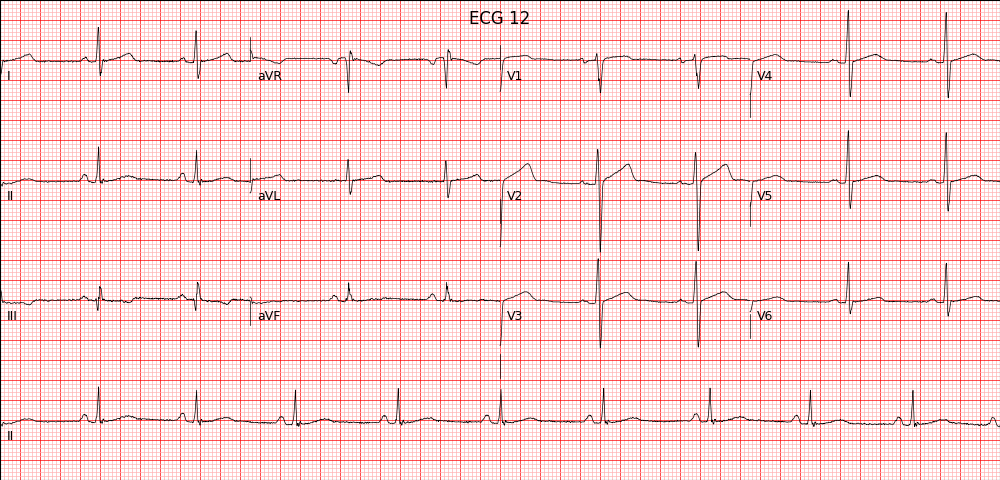 ECG 12
I aVR V1 V4
II aVL V2 V5
III aVF V3 V6
II